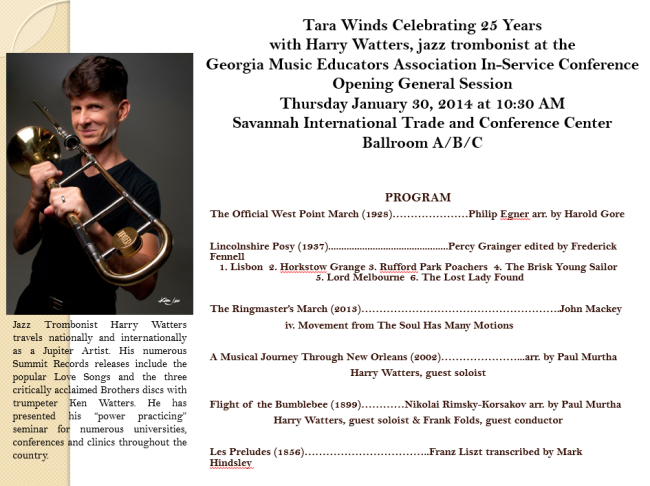 Tara Winds Celebrating 25 Years
with Harry Watters, jazz trombonist at the
Georgia Music Educators Association In-Service Conference
Opening General Session
Thursday January 30, 2014 at 10:30 AM
Savannah International Trade and Conference Center
Ballroom A/B/C
PROGRAM
The Official West Point March (1928)…………………Philip Egner arr. by Harold Gore
Lincolnshire Posy (1937)..............................................Percy Grainger edited by Frederick
Fennell
1. Lisbon 2. Horkstow Grange 3. Rufford Park Poachers 4. The Brisk Young Sailor
5. Lord Melbourne 6. The Lost Lady Found
The Ringmaster's March (2013)……………………………………………….John Mackey
iv. Movement from The Soul Has Many Motions
A Musical Journey Through New Orleans (2002)…………………...arr. by Paul Murtha
Harry Watters, guest soloist
Flight of the Bumblebee (1899)…………Nikolai Rimsky-Korsakov arr. by Paul Murtha
Harry Watters, guest soloist & Frank Folds, guest conductor
Les Preludes (1856)……………………………..Franz Liszt transcribed by Mark
Hindsley
Jazz Trombonist Harry Watters
travels nationally and internationally
as a Jupiter Artist. His numerous
Summit Records releases include the
popular Love Songs and the three
critically acclaimed Brothers discs with
trumpeter Ken Watters. He has
presented his "power practicing"
seminar for numerous universities,
conferences and clinics throughout the
country.